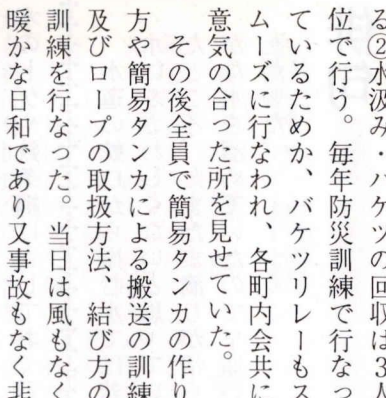 る②水汲み・バケツの回収は3人
位で行う。毎年防災訓練で行なっ
ているためか、バケツリレーもス
ムーズに行なわれ、各町内会共に
意気の合った所を見せていた。
その後全員で簡易タンカの作り
方や簡易タンカによる搬送の訓練
及びロープの取扱方法、結び方の
訓練を行なった。当日は風もなく
暖かな日和であり又事故もなく非